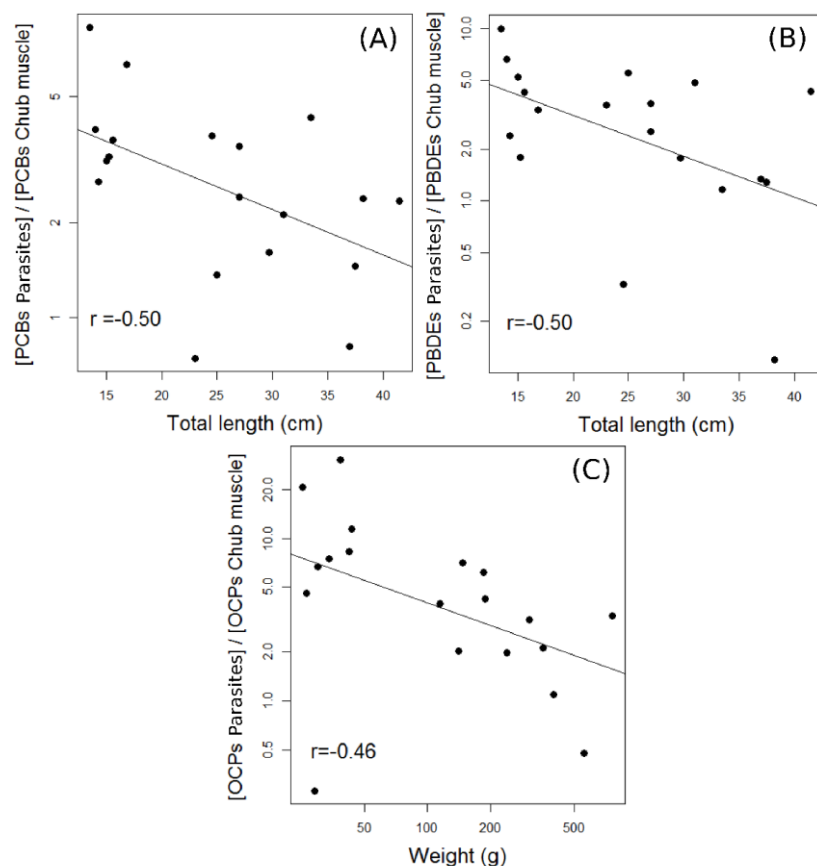 (A)
[PCBs Parasites] / [PCBs Chub muscle]
5
2
1
r =-0.50
15 20 25 30 35 40
Total length (cm)
(B)
[PBDEs Parasites] / [PBDEs Chub muscle]
10.0
5.0
2.0
1.0
0.2
r=-0.50
15 20 25 30 35 40
Total length (cm)
(C)
[OCPs Parasites] / [OCPs Chub muscle]
20.0
10.0
5.0
2.0
1.0
0.5
r=-0.46
50 100 200 500
Weight (g)